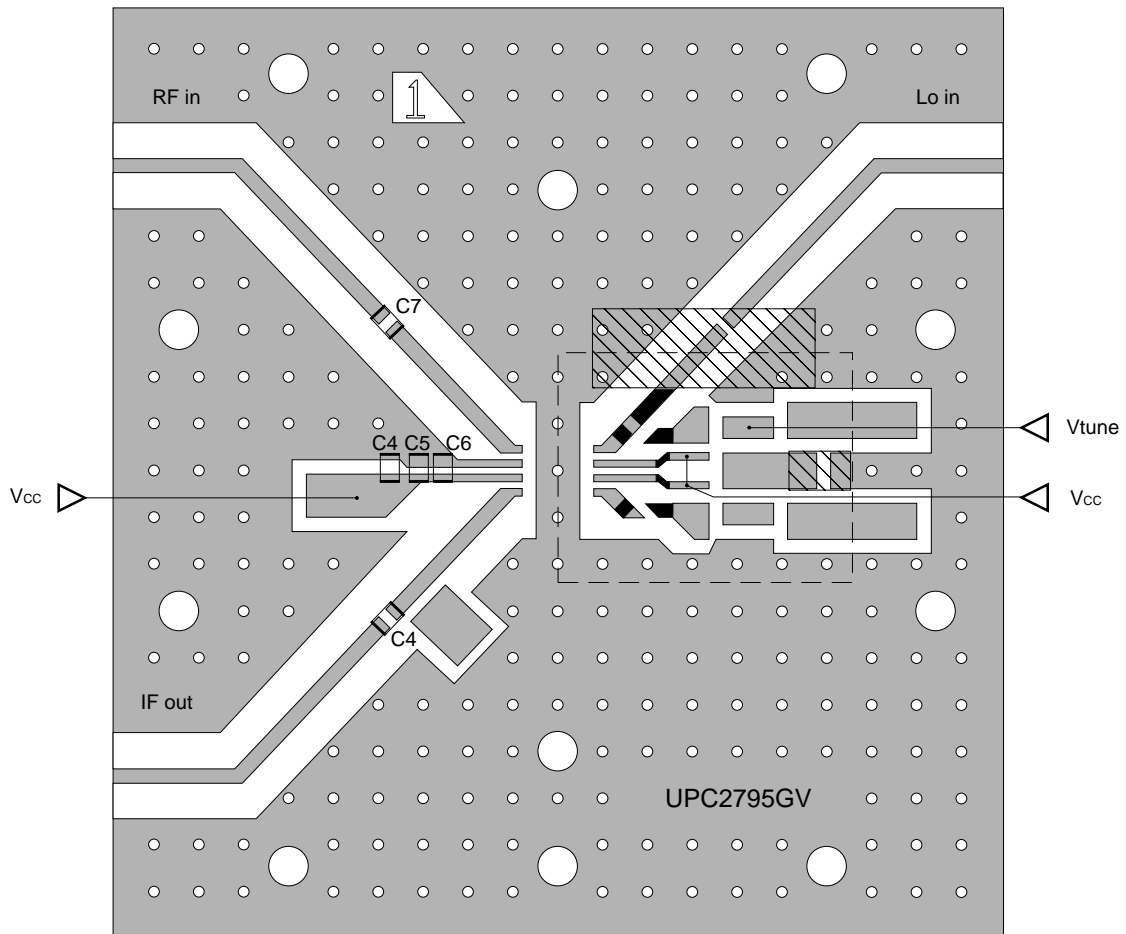 1
RF in
Lo in
C7
Vtune
C4 C5 C6
Vcc
Vcc
C4
IF out
UPC2795GV